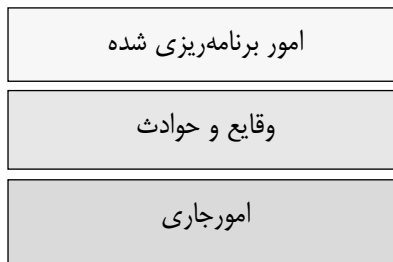 امور برنامه‌ریزی شده
وقایع و حوادث
امورجاری